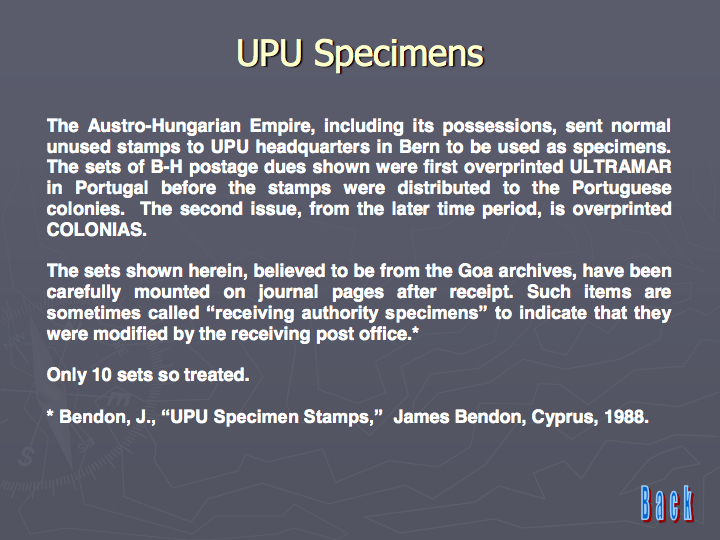 UPU Specimens
The Austro-Hungarian Empire, including its possessions, sent normal
unused stamps to UPU headquarters in Bern to be used as specimens.
The sets of B-H postage dues shown were first overprinted ULTRAMAR
in Portugal before the stamps were distributed to the Portuguese
colonies.  The second issue, from the later time period, is overprinted
COLONIAS.
The sets shown herein, believed to be from the Goa archives, have been
carefully mounted on journal pages after receipt. Such items are
sometimes called “receiving authority specimens” to indicate that they
were modified by the receiving post office.*
Only 10 sets so treated.
* Bendon, J., “UPU Specimen Stamps,”  James Bendon, Cyprus, 1988.
E
S
Back